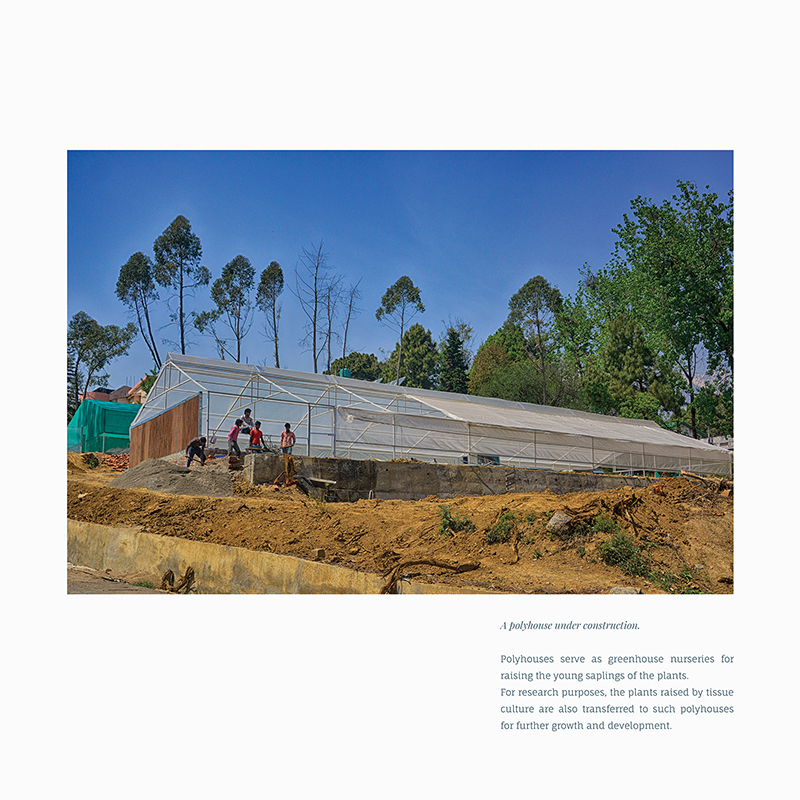 A polyhouse under construction.
Polyhouses serve as greenhouse nurseries for
raising the young saplings of the plants.
For research purposes, the plants raised by tissue
culture are also transferred to such polyhouses
for further growth and development.